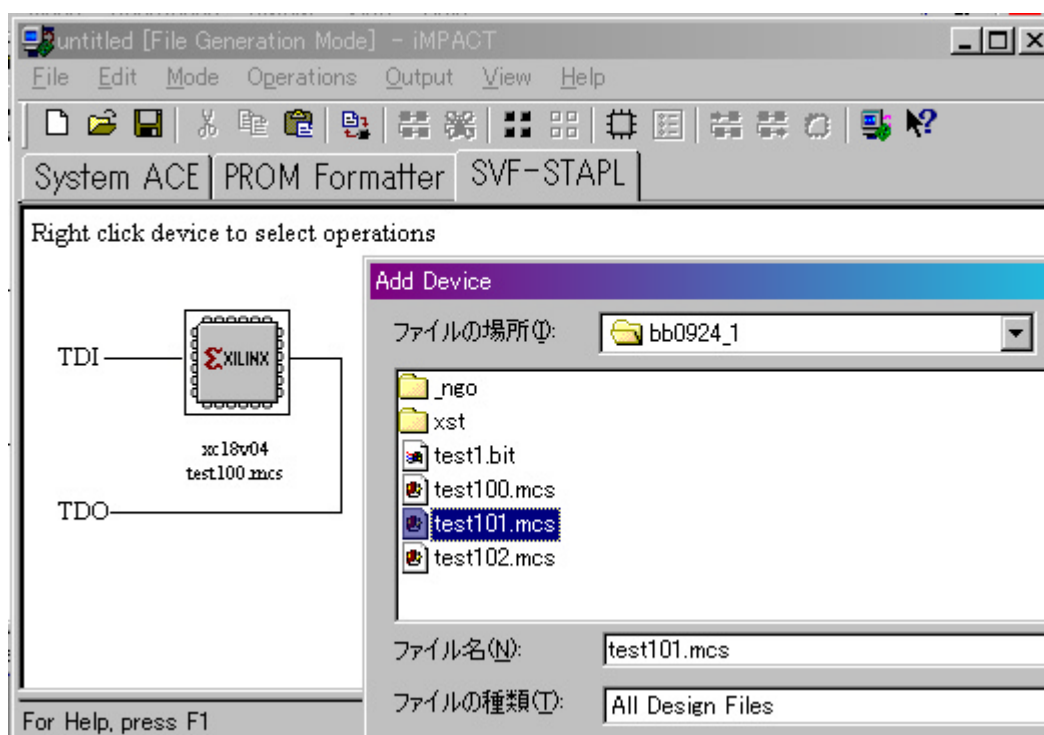 untitled [File Generation Mode] - iMPACT
File Edit Mode Operations Output View Help
System ACE PROM Formatter SVF-STAPL
Right click device to select operations
TDI
XILINX
xc18v04
test100.mcs
TDO
Add Device
ファイルの場所(I):
bb0924_1
_ngo
xst
test1.bit
test100.mcs
test101.mcs
test102.mcs
ファイル名(N):
test101.mcs
ファイルの種類(T):
All Design Files
For Help, press F1